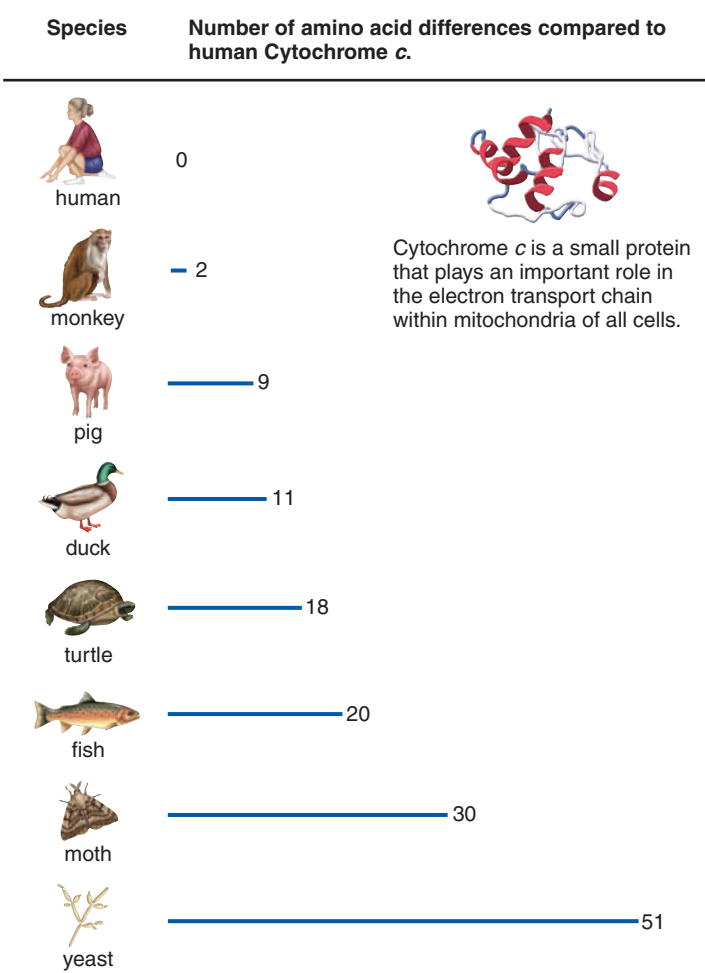 Species
Number of amino acid differences compared to
human Cytochrome c.
0
human
2
monkey
Cytochrome c is a small protein
that plays an important role in
the electron transport chain
within mitochondria of all cells.
9
pig
11
duck
18
turtle
20
fish
30
moth
51
yeast